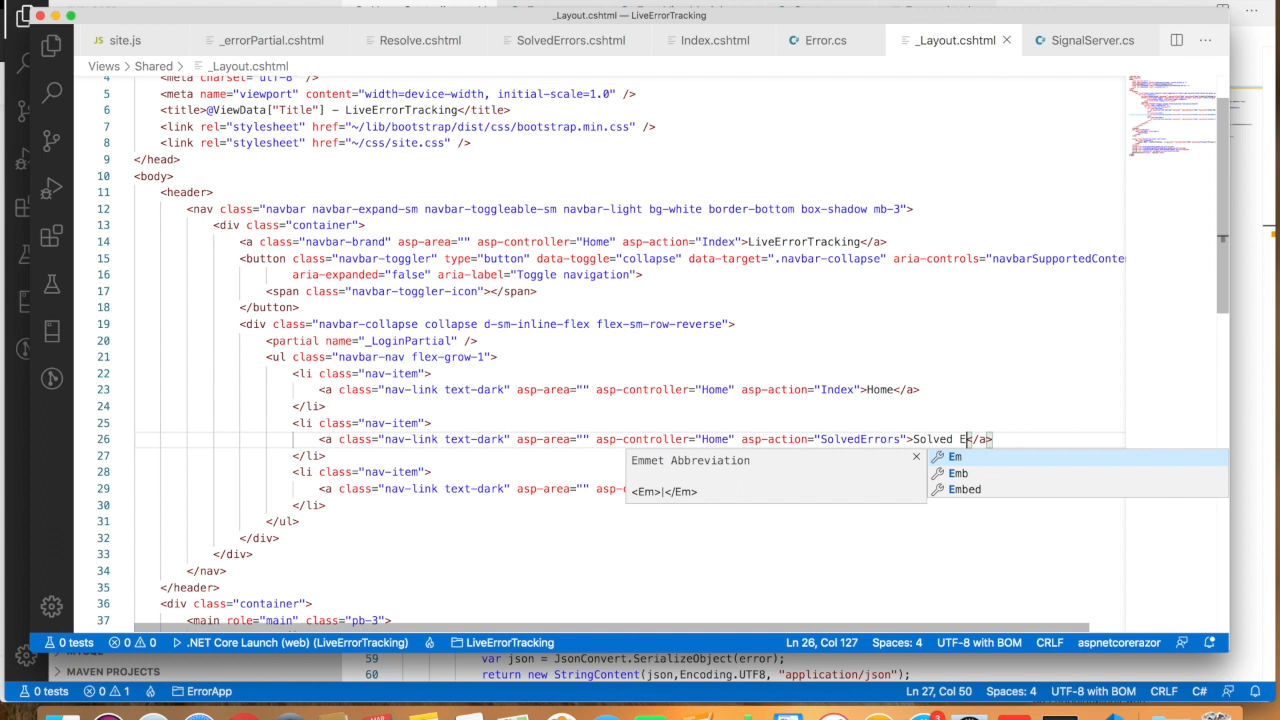 _Layout.cshtml — LiveErrorTracking
JS site.js
_errorPartial.cshtml
Resolve.cshtml
SolvedErrors.cshtml
Index.cshtml
Error.cs
_Layout.cshtml
SignalServer.cs
Views > Shared > _Layout.cshtml
4 <meta charset="utf-8" />
5 <meta name="viewport" content="width=device-width, initial-scale=1.0" />
6 <title>@ViewData["Title"] - LiveErrorTracking
7 <link rel="stylesheet" href="~/lib/bootstrap/dist/css/bootstrap.min.css" />
8 <link rel="stylesheet" href="~/css/site.css" />
9 </head>
10 <body>
11 <header>
12 <nav class="navbar navbar-expand-sm navbar-toggleable-sm navbar-light bg-white border-bottom box-shadow mb-3">
13 <div class="container">
14 <a class="navbar-brand" asp-area="" asp-controller="Home" asp-action="Index">LiveErrorTracking</a>
15 <button class="navbar-toggler" type="button" data-toggle="collapse" data-target=".navbar-collapse" aria-controls="navbarSupportedConte
16 aria-expanded="false" aria-label="Toggle navigation">
17 <span class="navbar-toggler-icon"></span>
18 </button>
19 <div class="navbar-collapse collapse d-sm-inline-flex flex-sm-row-reverse">
20 <partial name="_LoginPartial" />
21 <ul class="navbar-nav flex-grow-1">
22 <li class="nav-item">
23 <a class="nav-link text-dark" asp-area="" asp-controller="Home" asp-action="Index">Home</a>
24 </li>
25 <li class="nav-item">
26 <a class="nav-link text-dark" asp-area="" asp-controller="Home" asp-action="SolvedErrors">Solved E</a>
27 </li>
28 <li class="nav-item">
29 <a class="nav-link text-dark" asp-area="" asp-c
30 </li>
31 </ul>
32 </div>
33 </div>
34 </nav>
35 </header>
36 <div class="container">
37 <main role="main" class="pb-3">
Emmet Abbreviation
<Em>|</Em>
Em
Emb
Embed
0 tests 0 0 .NET Core Launch (web) (LiveErrorTracking) LiveErrorTracking Ln 26, Col 127 Spaces: 4 UTF-8 with BOM CRLF aspnetcorerazor
59 var json = JsonConvert.SerializeObject(error);
MAVEN PROJECTS
60 return new StringContent(json,Encoding.UTF8, "application/json");
0 tests 0 1 ErrorApp Ln 27, Col 50 Spaces: 4 UTF-8 with BOM CRLF C#